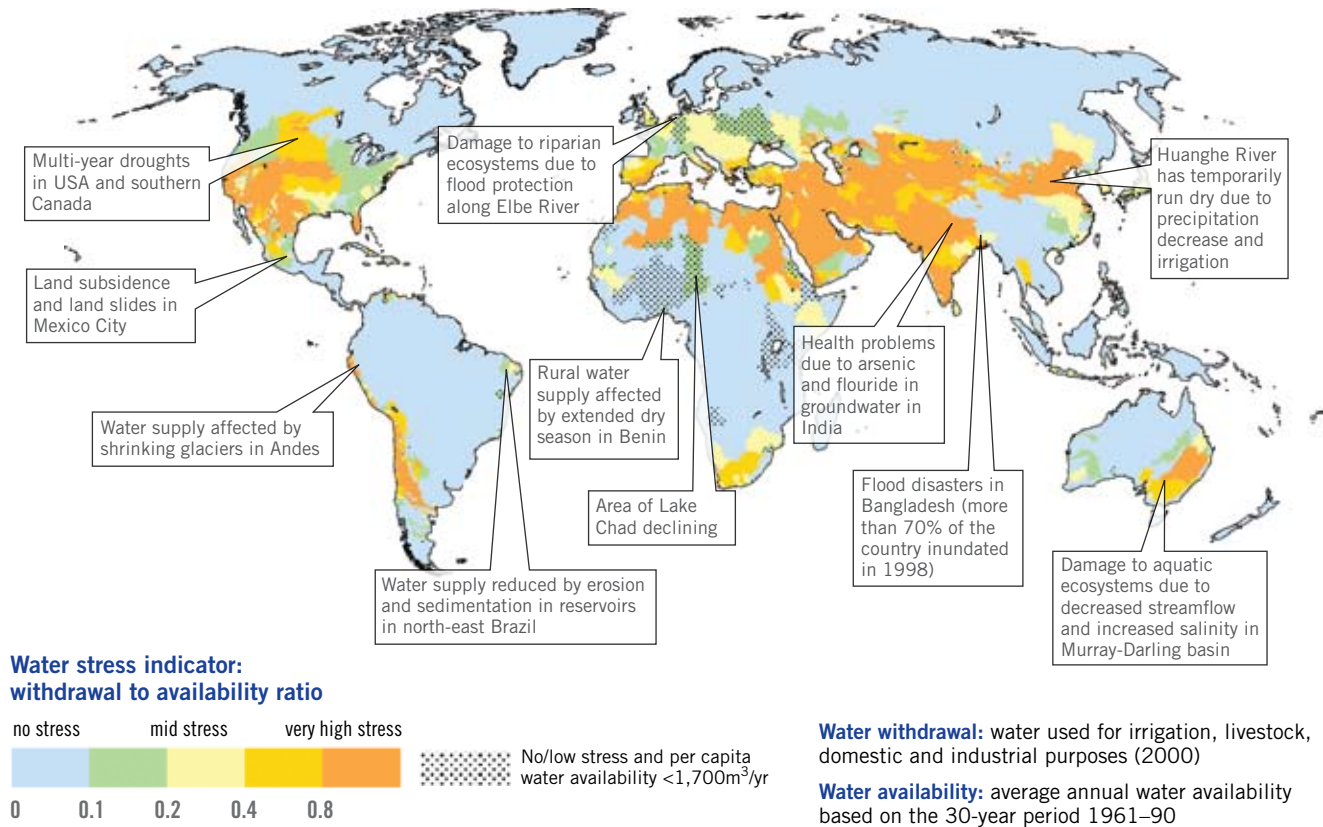 Multi-year droughts
in USA and southern
Canada
Land subsidence
and land slides in
Mexico City
Water supply affected by
shrinking glaciers in Andes
Water supply reduced by erosion
and sedimentation in reservoirs
in north-east Brazil
Damage to riparian
ecosystems due to
flood protection
along Elbe River
Rural water
supply affected
by extended dry
season in Benin
Area of Lake
Chad declining
Health problems
due to arsenic
and flouride in
groundwater in
India
Flood disasters in
Bangladesh (more
than 70% of the
country inundated
in 1998)
Huanghe River
has temporarily
run dry due to
precipitation
decrease and
irrigation
Damage to aquatic
ecosystems due to
decreased streamflow
and increased salinity in
Murray-Darling basin
Water stress indicator:
withdrawal to availability ratio
no stress mid stress very high stress
0 0.1 0.2 0.4 0.8
No/low stress and per capita
water availability <1,700m³/yr
Water withdrawal: water used for irrigation, livestock,
domestic and industrial purposes (2000)
Water availability: average annual water availability
based on the 30-year period 1961–90